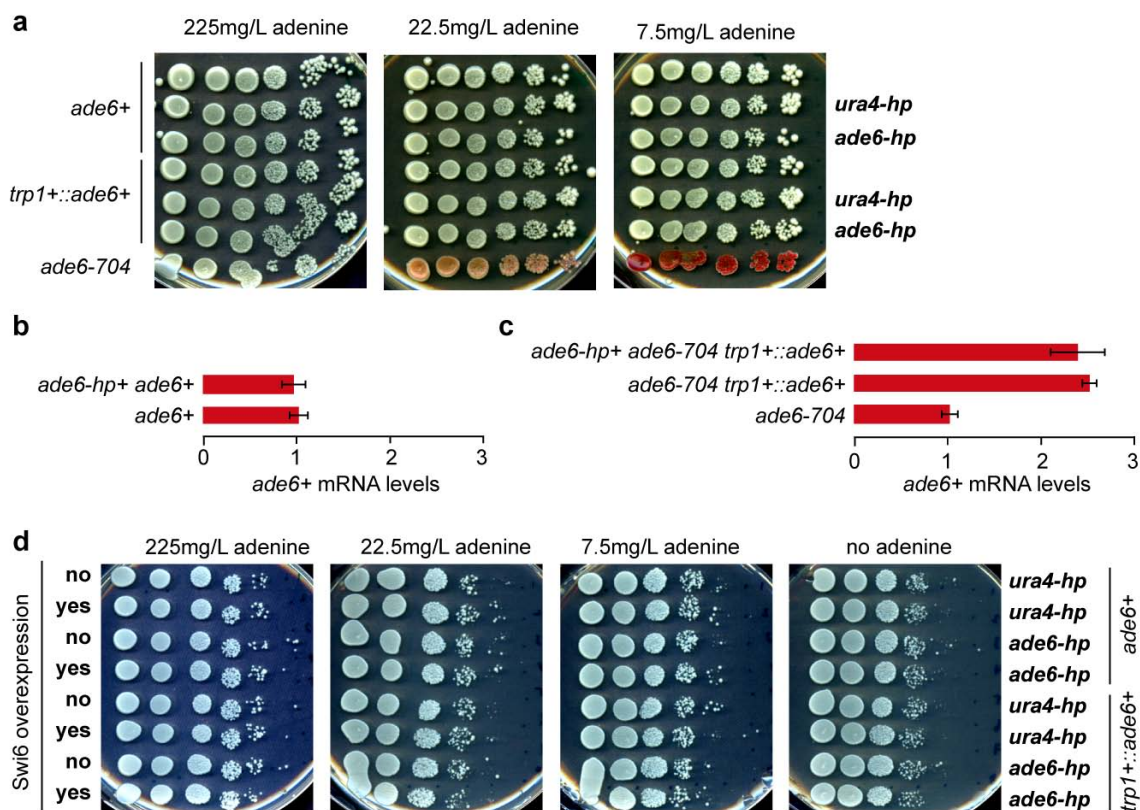 a
225mg/L adenine 22.5mg/L adenine 7.5mg/L adenine
ade6+
ura4-hp
ade6-hp
trp1+::ade6+
ura4-hp
ade6-hp
ade6-704
b
ade6-hp+ ade6+
ade6+
0 1 2 3
ade6+ mRNA levels
c
ade6-hp+ ade6-704 trp1+::ade6+
ade6-704 trp1+::ade6+
ade6-704
0 1 2 3
ade6+ mRNA levels
d
225mg/L adenine 22.5mg/L adenine 7.5mg/L adenine no adenine
Swi6 overexpression
no ura4-hp
yes ura4-hp
no ade6-hp
yes ade6-hp
no ura4-hp
yes ura4-hp
no ade6-hp
yes ade6-hp
ade6+
trp1+::ade6+